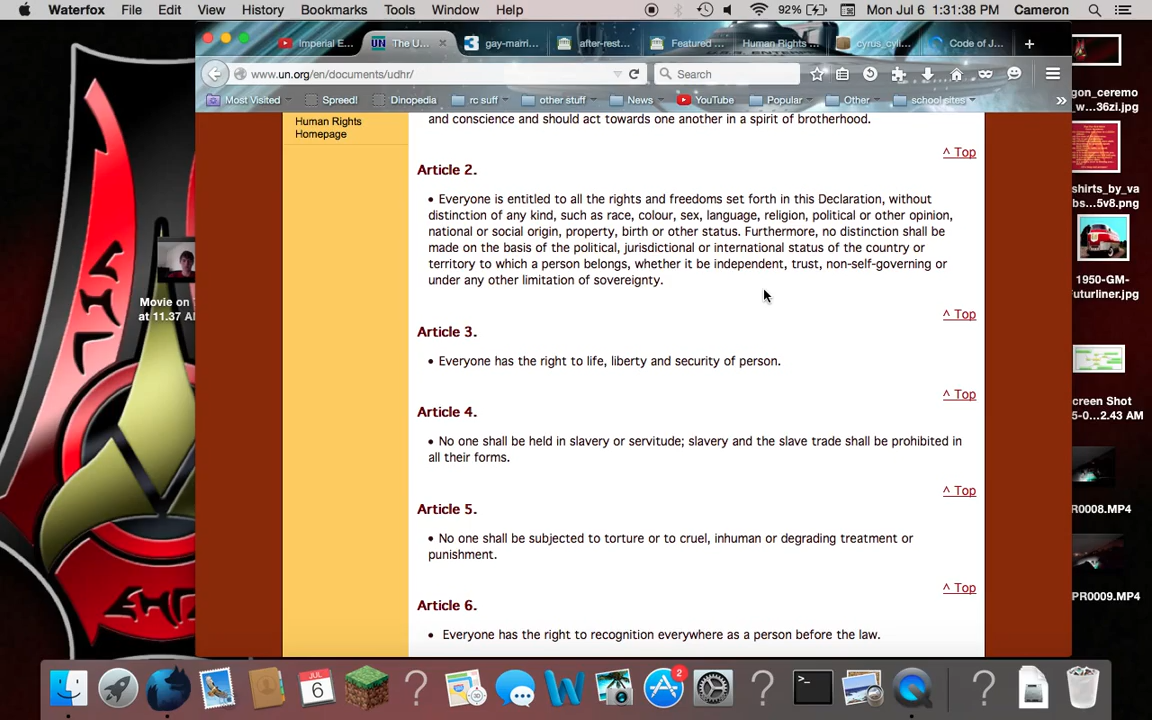 Waterfox File Edit View History Bookmarks Tools Window Help 92% Mon Jul 6 1:31:38 PM Cameron
Imperial E... The U... gay-marri... after-rest... Featured ... Human Rights ... cyrus_cyli... Code of J...
www.un.org/en/documents/udhr/ Search
Most Visited Spreed! Dinopedia rc suff other stuff News YouTube Popular Other school sites
Human Rights
Homepage
and conscience and should act towards one another in a spirit of brotherhood.
^ Top
Article 2.
• Everyone is entitled to all the rights and freedoms set forth in this Declaration, without
distinction of any kind, such as race, colour, sex, language, religion, political or other opinion,
national or social origin, property, birth or other status. Furthermore, no distinction shall be
made on the basis of the political, jurisdictional or international status of the country or
territory to which a person belongs, whether it be independent, trust, non-self-governing or
under any other limitation of sovereignty.
^ Top
Article 3.
• Everyone has the right to life, liberty and security of person.
^ Top
Article 4.
• No one shall be held in slavery or servitude; slavery and the slave trade shall be prohibited in
all their forms.
^ Top
Article 5.
• No one shall be subjected to torture or to cruel, inhuman or degrading treatment or
punishment.
^ Top
Article 6.
• Everyone has the right to recognition everywhere as a person before the law.
Movie on
at 11.37 A
gon_ceremo
_w...36zi.jpg
shirts_by_va
bs...5v8.png
1950-GM-
uturliner.jpg
creen Shot
5-0...2.43 AM
PR0008.MP4
PR0009.MP4
JUL
6
2